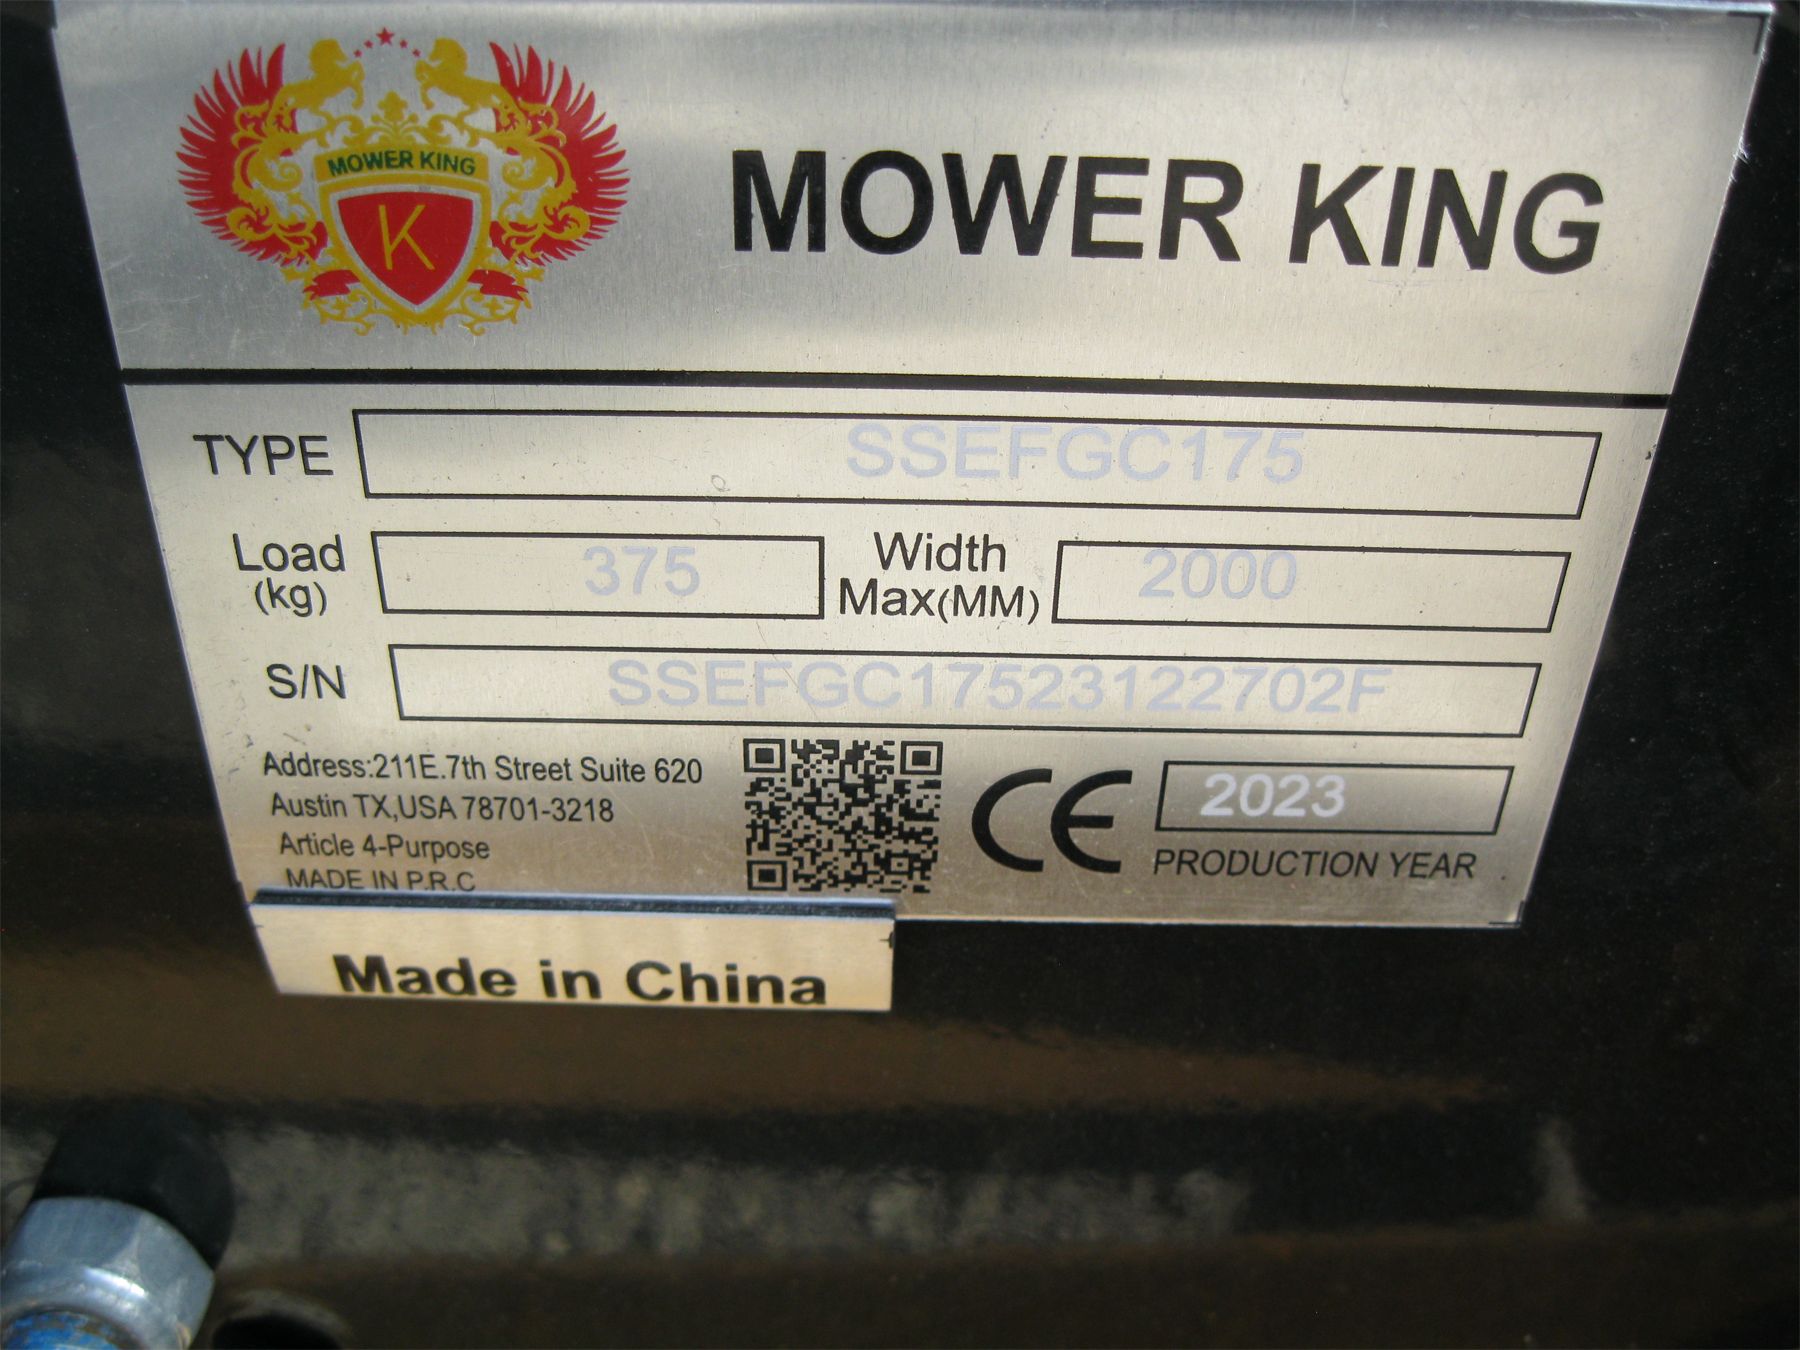 MOWER KING
K
MOWER KING
TYPE SSEFGC175
Load (kg) 375 Width Max(MM) 2000
S/N SSEFGC17523122702F
Address:211E.7th Street Suite 620
Austin TX,USA 78701-3218
Article 4-Purpose
MADE IN P.R.C
CE 2023
PRODUCTION YEAR
Made in China